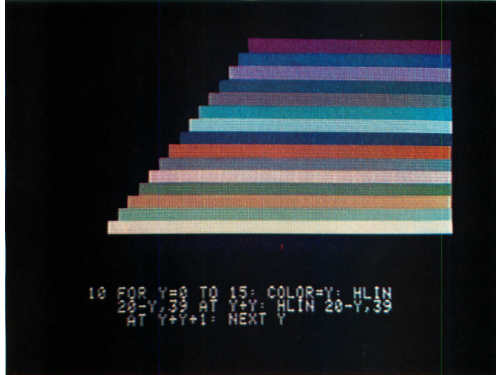 10 FOR Y=0 TO 15: COLOR=Y: HLIN
20-Y,39 AT Y+Y: HLIN 20-Y,39
AT Y+Y+1: NEXT Y